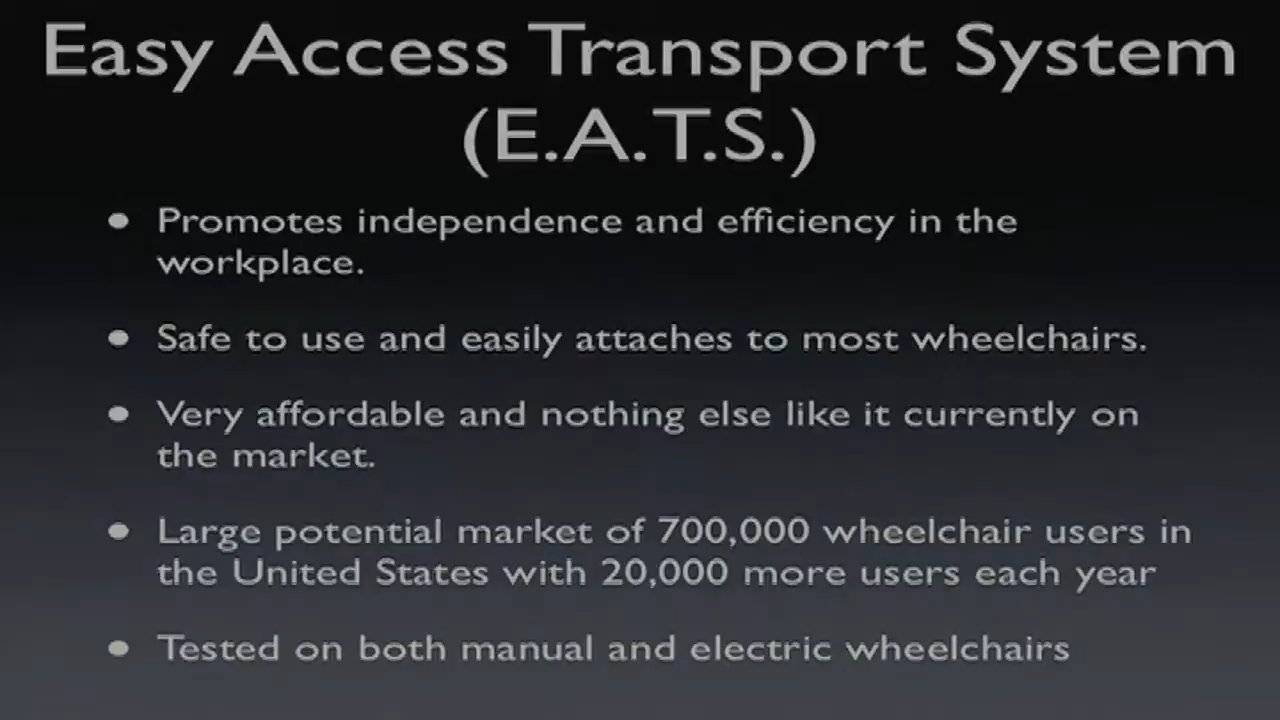 Easy Access Transport System
(E.A.T.S.)
• Promotes independence and efficiency in the
workplace.
• Safe to use and easily attaches to most wheelchairs.
• Very affordable and nothing else like it currently on
the market.
• Large potential market of 700,000 wheelchair users in
the United States with 20,000 more users each year
• Tested on both manual and electric wheelchairs